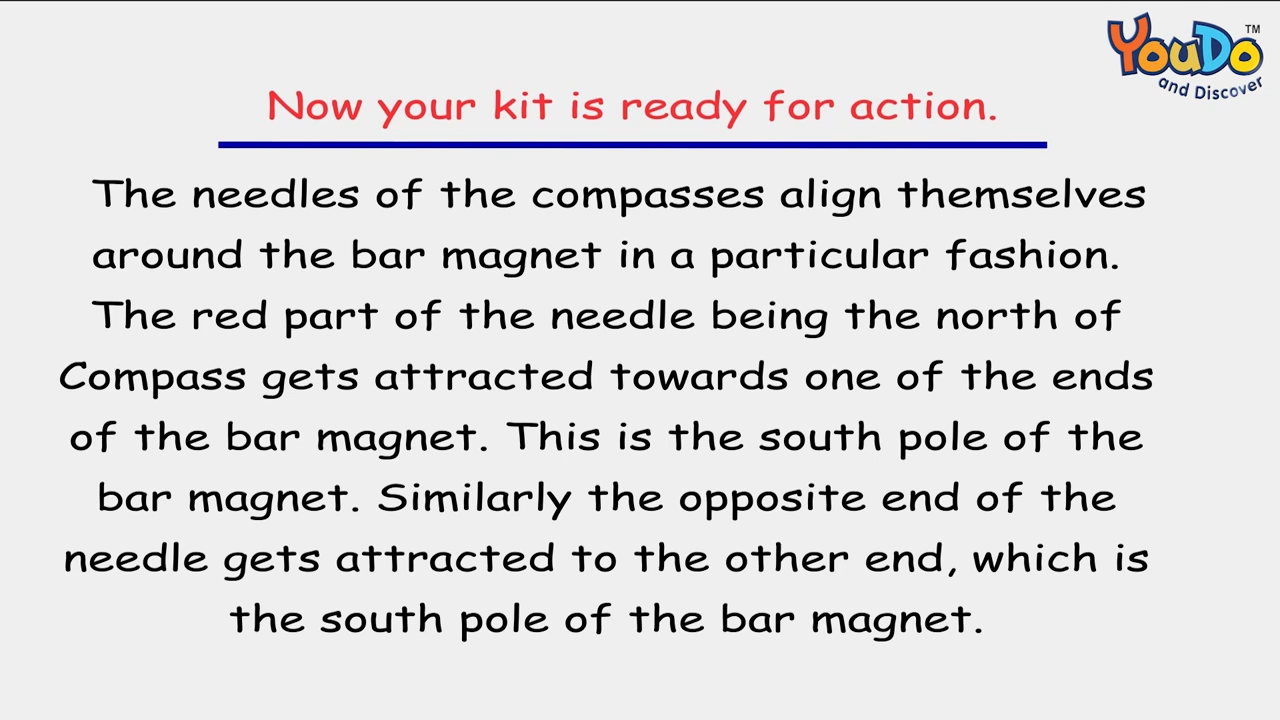 YouDo TM
and Discover
Now your kit is ready for action.
The needles of the compasses align themselves
around the bar magnet in a particular fashion.
The red part of the needle being the north of
Compass gets attracted towards one of the ends
of the bar magnet. This is the south pole of the
bar magnet. Similarly the opposite end of the
needle gets attracted to the other end, which is
the south pole of the bar magnet.